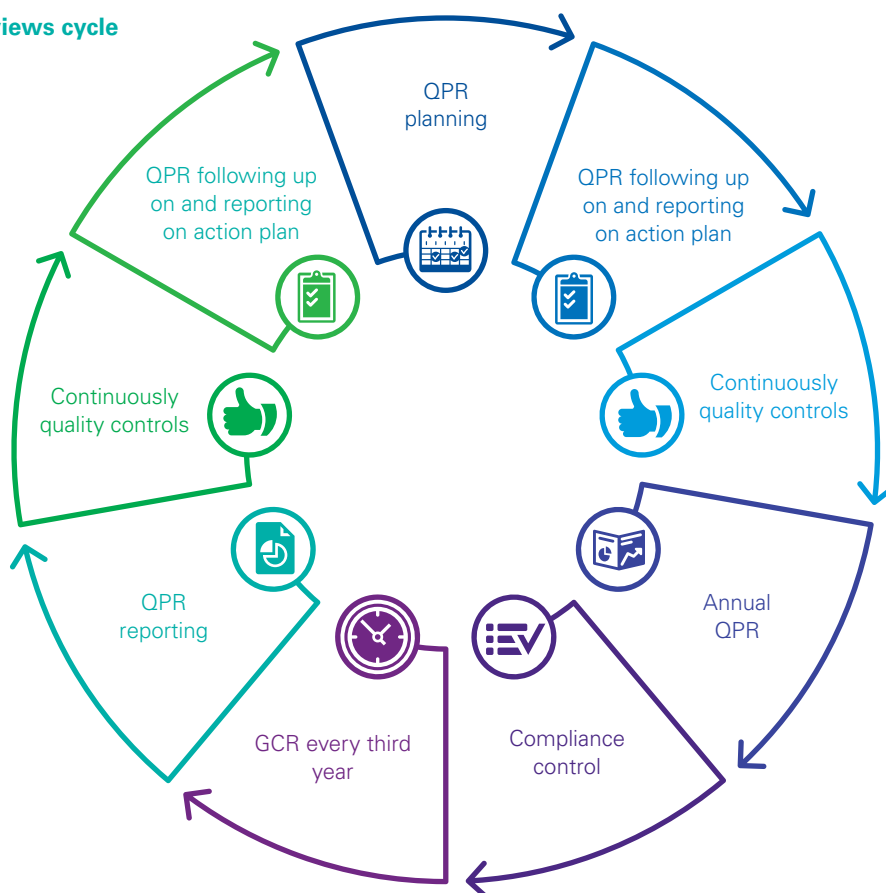 views cycle
QPR
planning
QPR following up
on and reporting
on action plan
Continuously
quality controls
Annual
QPR
Compliance
control
GCR every third
year
QPR
reporting
Continuously
quality controls
QPR following up
on and reporting
on action plan